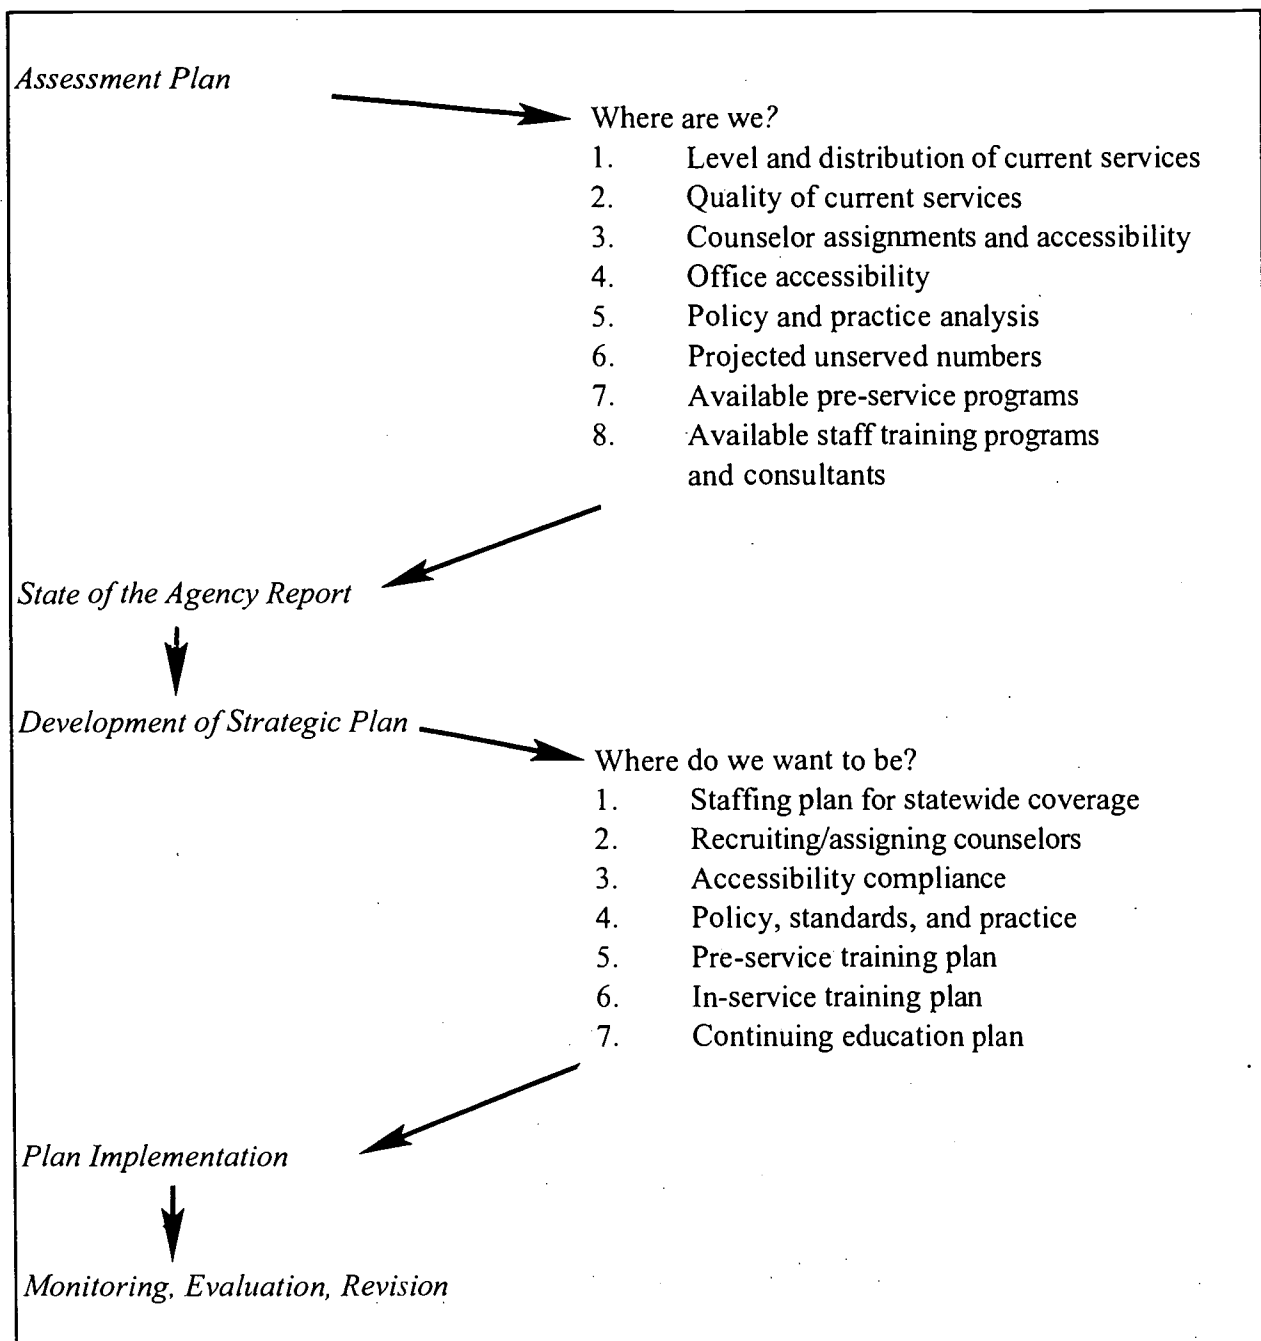 Assessment Plan
Where are we?
1. Level and distribution of current services
2. Quality of current services
3. Counselor assignments and accessibility
4. Office accessibility
5. Policy and practice analysis
6. Projected unserved numbers
7. Available pre-service programs
8. Available staff training programs
and consultants
State of the Agency Report
Development of Strategic Plan
Where do we want to be?
1. Staffing plan for statewide coverage
2. Recruiting/assigning counselors
3. Accessibility compliance
4. Policy, standards, and practice
5. Pre-service training plan
6. In-service training plan
7. Continuing education plan
Plan Implementation
Monitoring, Evaluation, Revision